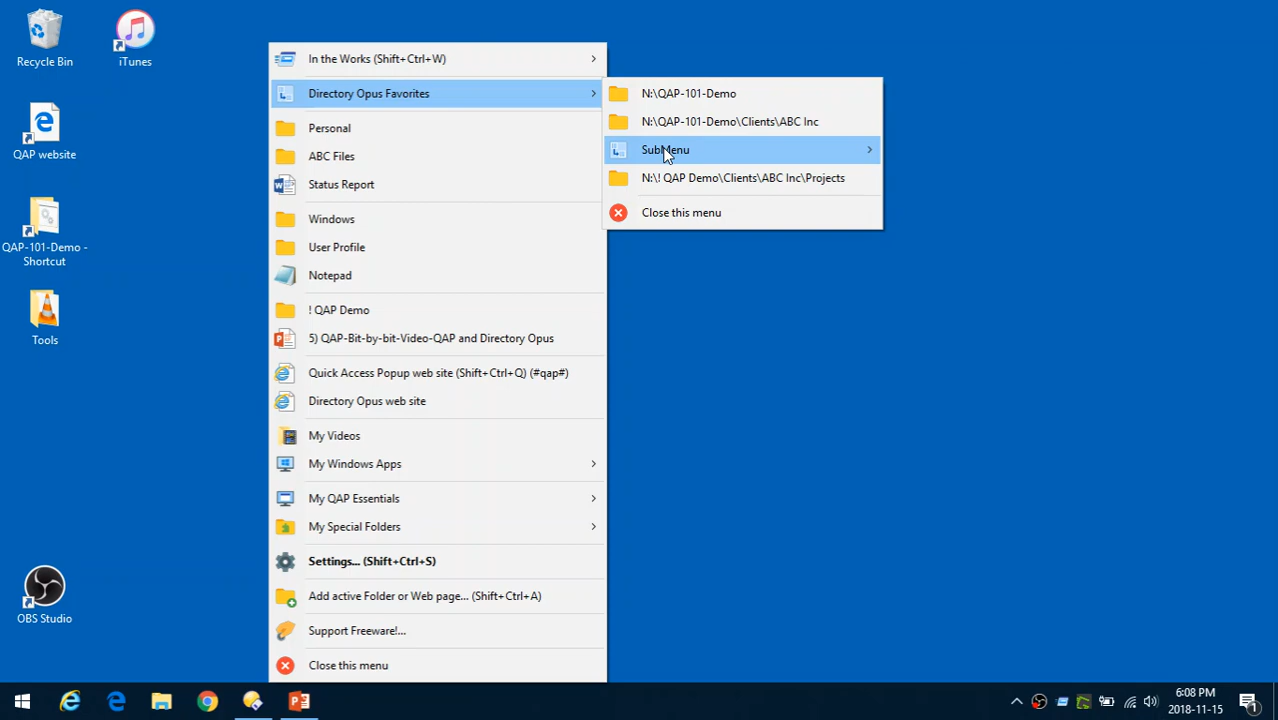 Recycle Bin
iTunes
QAP website
QAP-101-Demo -
Shortcut
Tools
OBS Studio
In the Works (Shift+Ctrl+W)
Directory Opus Favorites
Personal
ABC Files
Status Report
Windows
User Profile
Notepad
! QAP Demo
5) QAP-Bit-by-bit-Video-QAP and Directory Opus
Quick Access Popup web site (Shift+Ctrl+Q) (#qap#)
Directory Opus web site
My Videos
My Windows Apps
My QAP Essentials
My Special Folders
Settings... (Shift+Ctrl+S)
Add active Folder or Web page... (Shift+Ctrl+A)
Support Freeware!...
Close this menu
N:\QAP-101-Demo
N:\QAP-101-Demo\Clients\ABC Inc
SubMenu
N:\! QAP Demo\Clients\ABC Inc\Projects
Close this menu
6:08 PM
2018-11-15
1